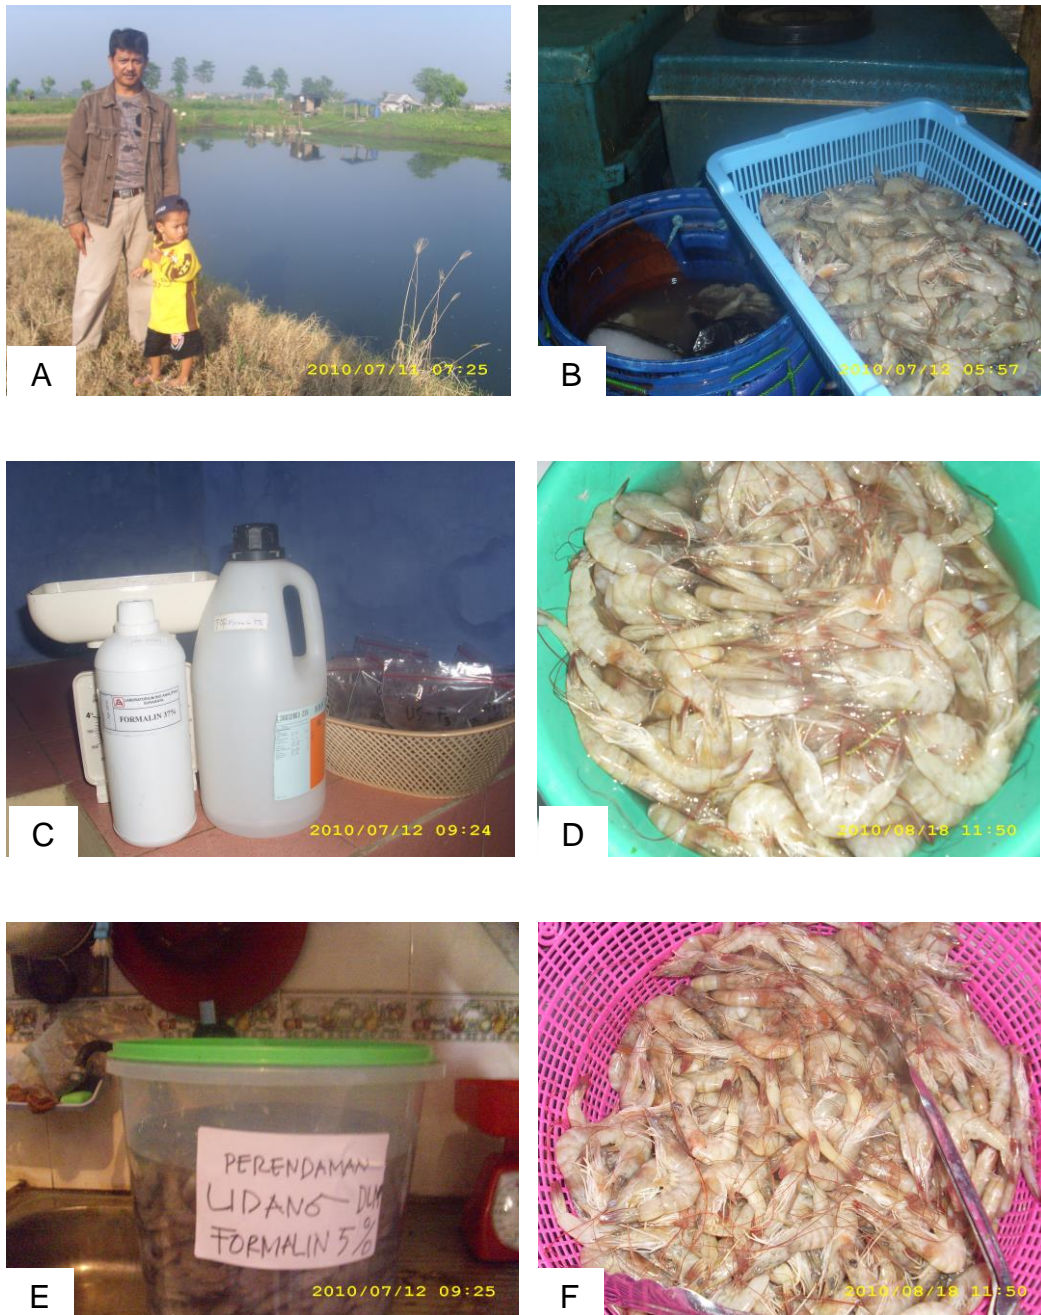 A
2010/07/11 07:25
B
2010/07/12 05:57
FORMALIN 37%
C
2010/07/12 09:24
D
2010/08/18 11:50
PERENDAMAN
UDANG DLM
FORMALIN 5%
E
2010/07/12 09:25
F
2010/08/18 11:50